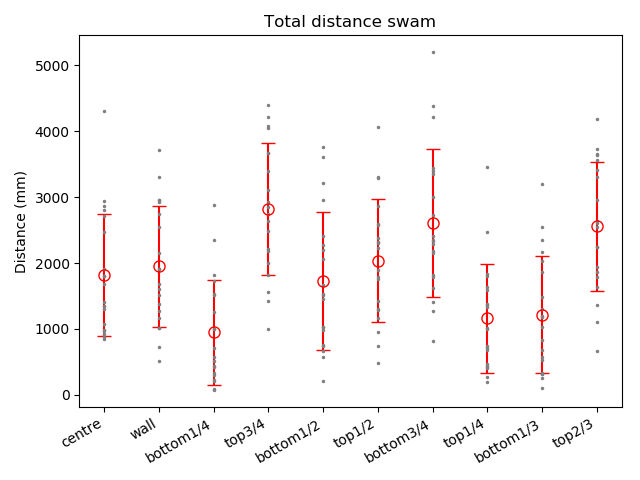 Total distance swam
Distance (mm)
5000
4000
3000
2000
1000
0
centre
wall
bottom1/4
top3/4
bottom1/2
top1/2
bottom3/4
top1/4
bottom1/3
top2/3